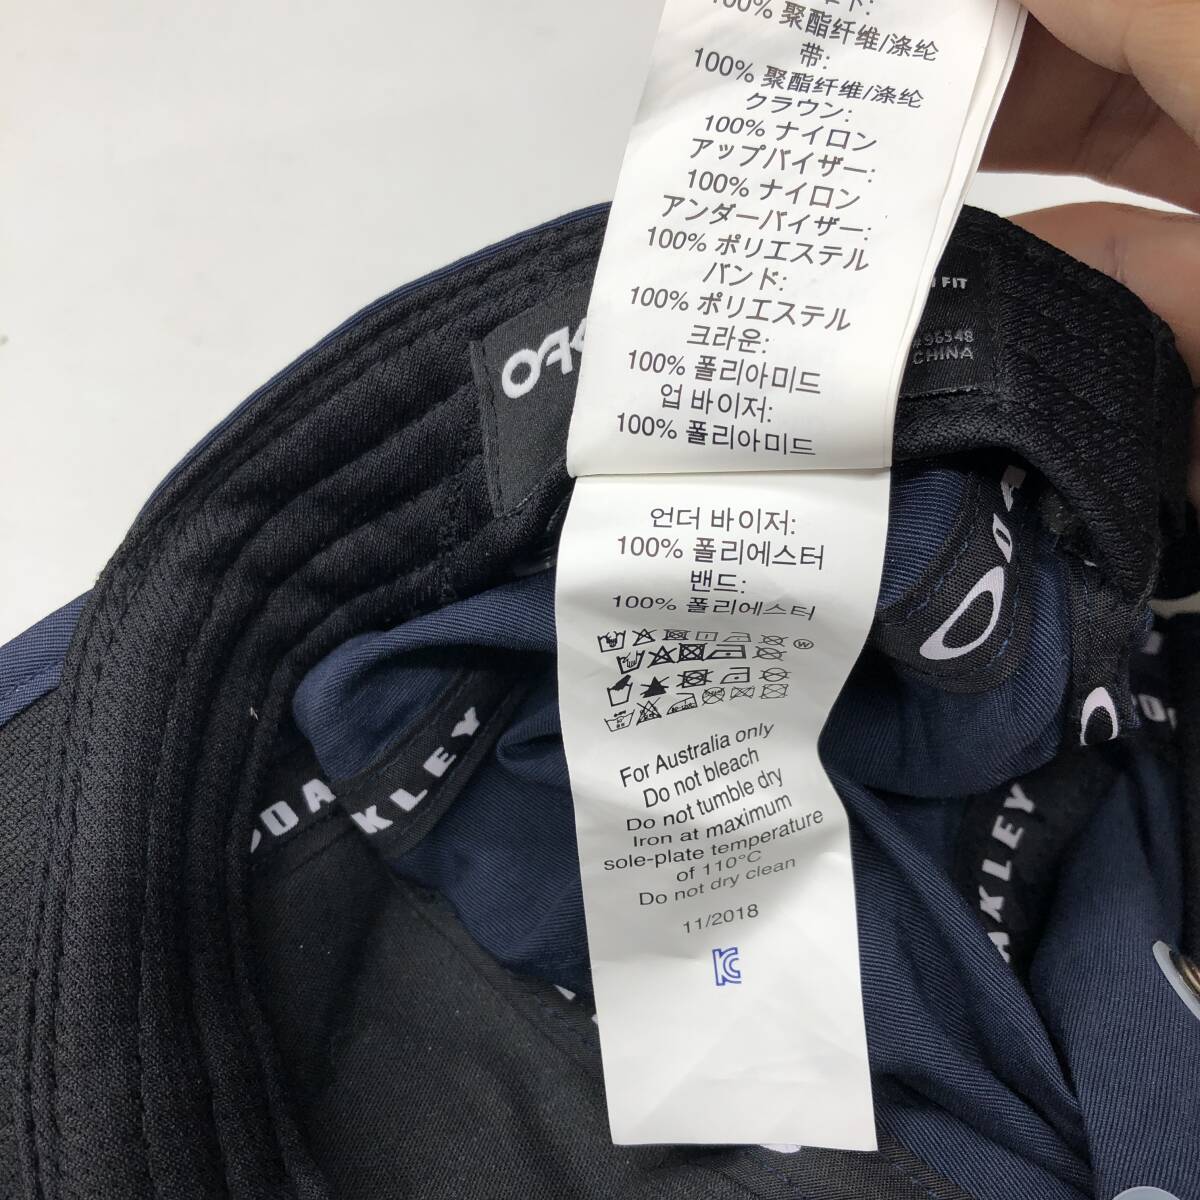 100% 聚酯纤维/涤纶
带:
100% 聚酯纤维/涤纶
クラウン:
100% ナイロン
アップバイザー:
100% ナイロン
アンダーバイザー:
100% ポリエステル
バンド:
100% ポリエステル
크라운:
100% 폴리아미드
업 바이저:
100% 폴리아미드
언더 바이저:
100% 폴리에스터
밴드:
100% 폴리에스터
For Australia only
Do not bleach
Do not tumble dry
Iron at maximum
sole-plate temperature
of 110°C
Do not dry clean
11/2018
FIT
96548
CHINA
OA
KLEY
AKLEY